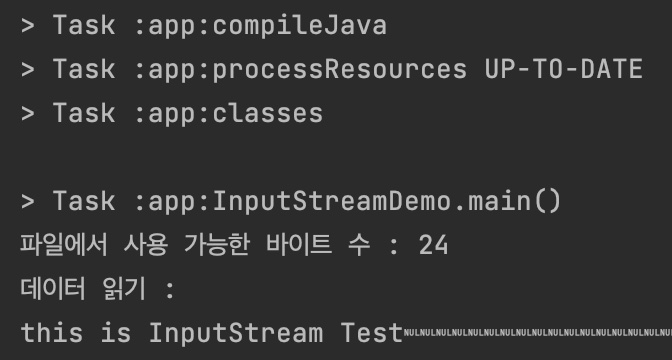 > Task :app:compileJava
> Task :app:processResources UP-TO-DATE
> Task :app:classes
> Task :app:InputStreamDemo.main()
파일에서 사용 가능한 바이트 수 : 24
데이터 읽기 :
this is InputStream TestNULNULNULNULNULNULNULNULNULNULNULNULNULNULNULNULNUL